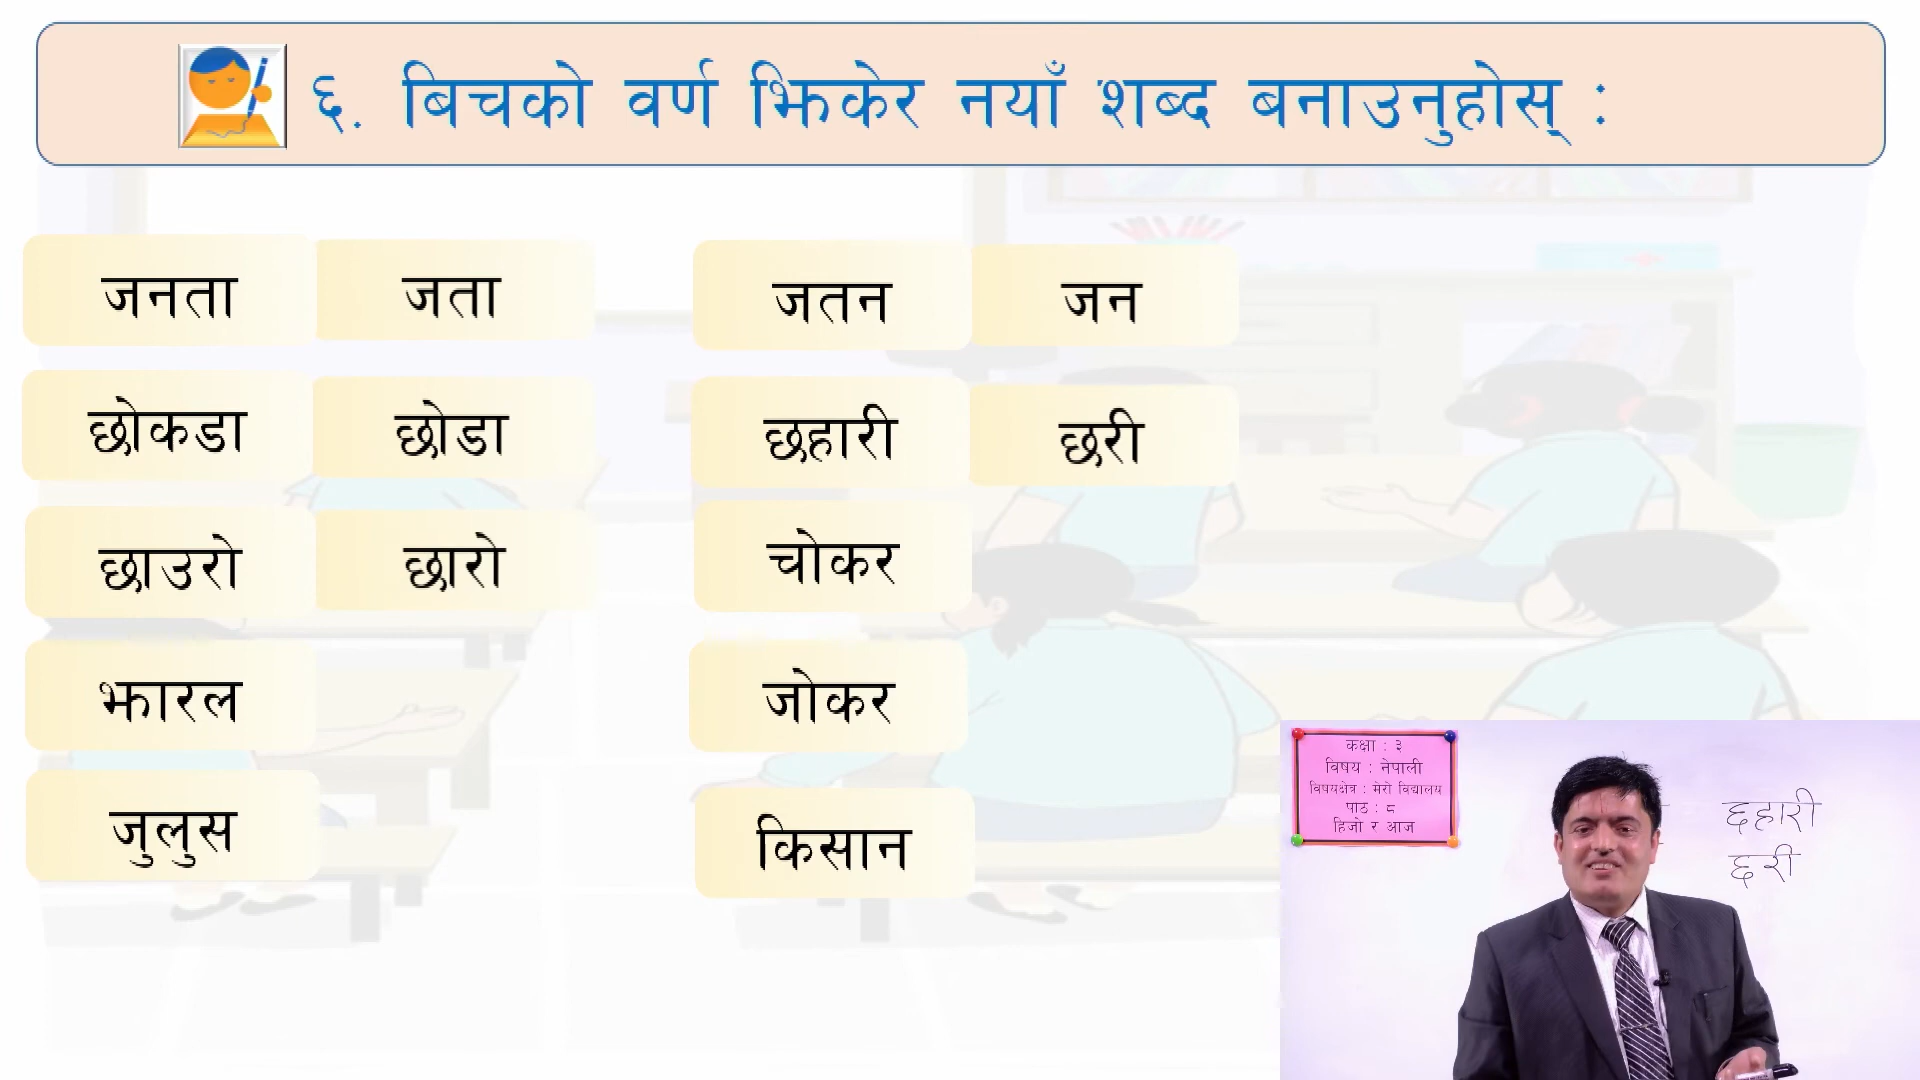 ६. बिचको वर्ण झिकेर नयाँ शब्द बनाउनुहोस् :
जनता जता जतन जन
छोकडा छोडा छहारी छरी
छाउरो छारो चोकर
झारल जोकर
जुलुस किसान
कक्षा : ३
विषय : नेपाली
विषयक्षेत्र : मेरो विद्यालय
पाठ : ८
हिजो र आज
छहारी
छरी